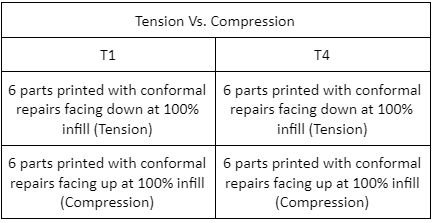 Tension Vs. Compression
T1
T4
6 parts printed with conformal
repairs facing down at 100%
infill (Tension)
6 parts printed with conformal
repairs facing down at 100%
infill (Tension)
6 parts printed with conformal
repairs facing up at 100% infill
(Compression)
6 parts printed with conformal
repairs facing up at 100% infill
(Compression)